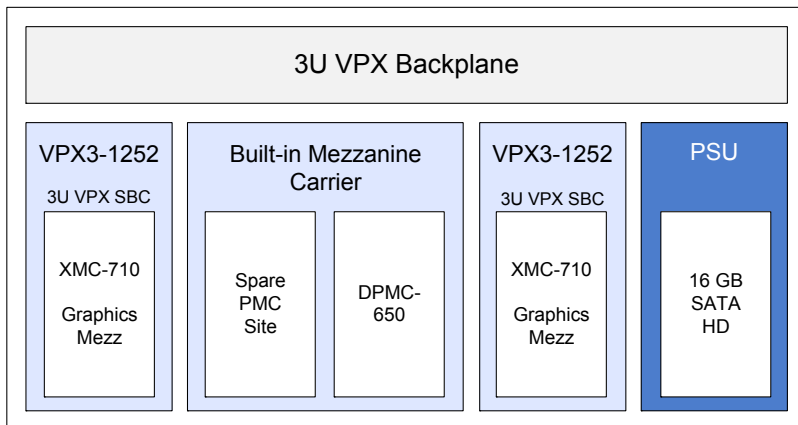 3U VPX Backplane
VPX3-1252
3U VPX SBC
XMC-710
Graphics
Mezz
Built-in Mezzanine
Carrier
Spare
PMC
Site
DPMC-
650
VPX3-1252
3U VPX SBC
XMC-710
Graphics
Mezz
PSU
16 GB
SATA
HD